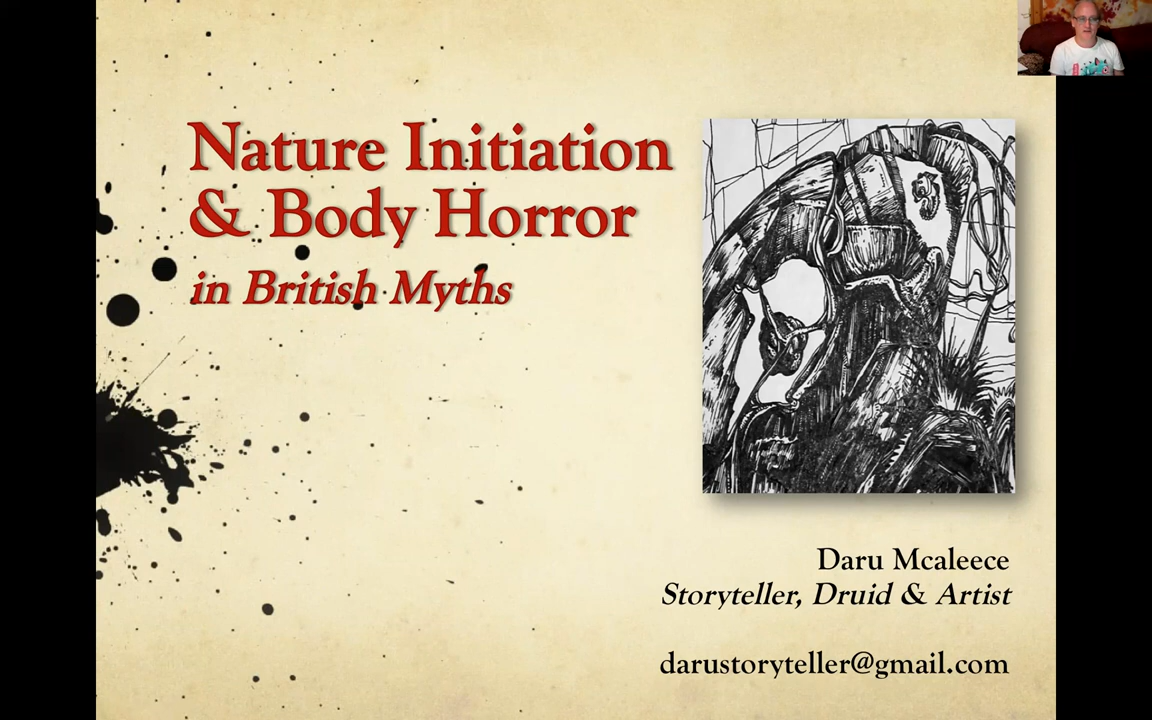 Nature Initiation
& Body Horror
in British Myths
Daru Mcaleece
Storyteller, Druid & Artist
darustoryteller@gmail.com